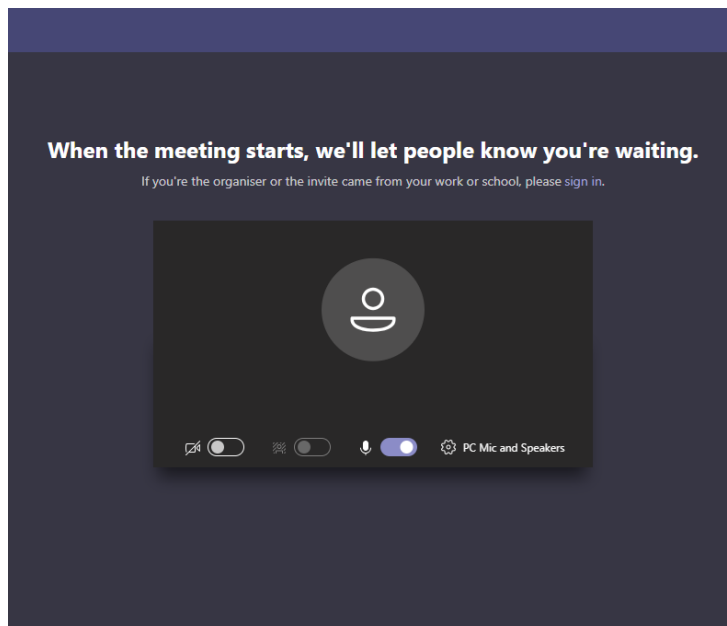 When the meeting starts, we'll let people know you're waiting.
If you're the organiser or the invite came from your work or school, please sign in.
PC Mic and Speakers